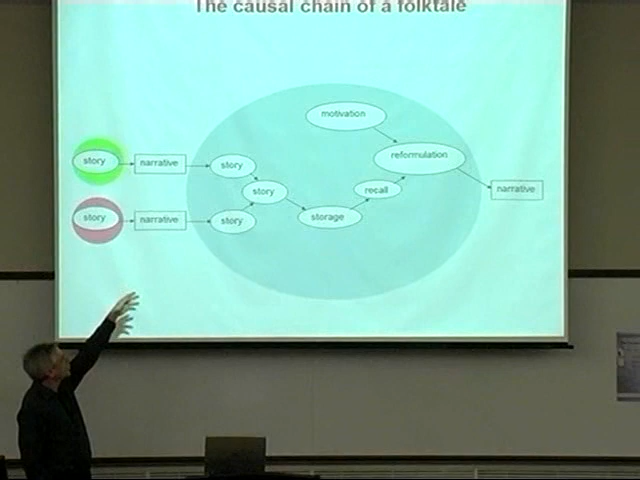 The causal chain of a folktale
motivation
reformulation
story
narrative
story
story
recall
narrative
story
narrative
story
storage